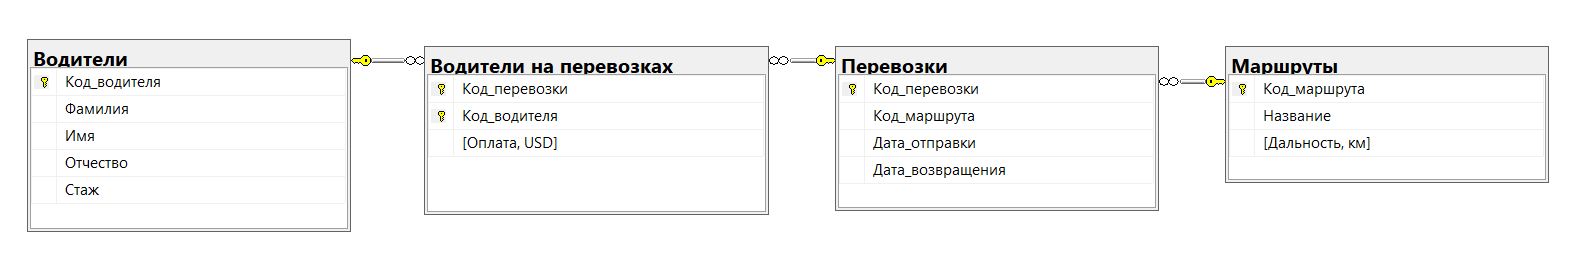 Водители
Код_водителя
Фамилия
Имя
Отчество
Стаж
Водители на перевозках
Код_перевозки
Код_водителя
[Оплата, USD]
Перевозки
Код_перевозки
Код_маршрута
Дата_отправки
Дата_возвращения
Маршруты
Код_маршрута
Название
[Дальность, км]